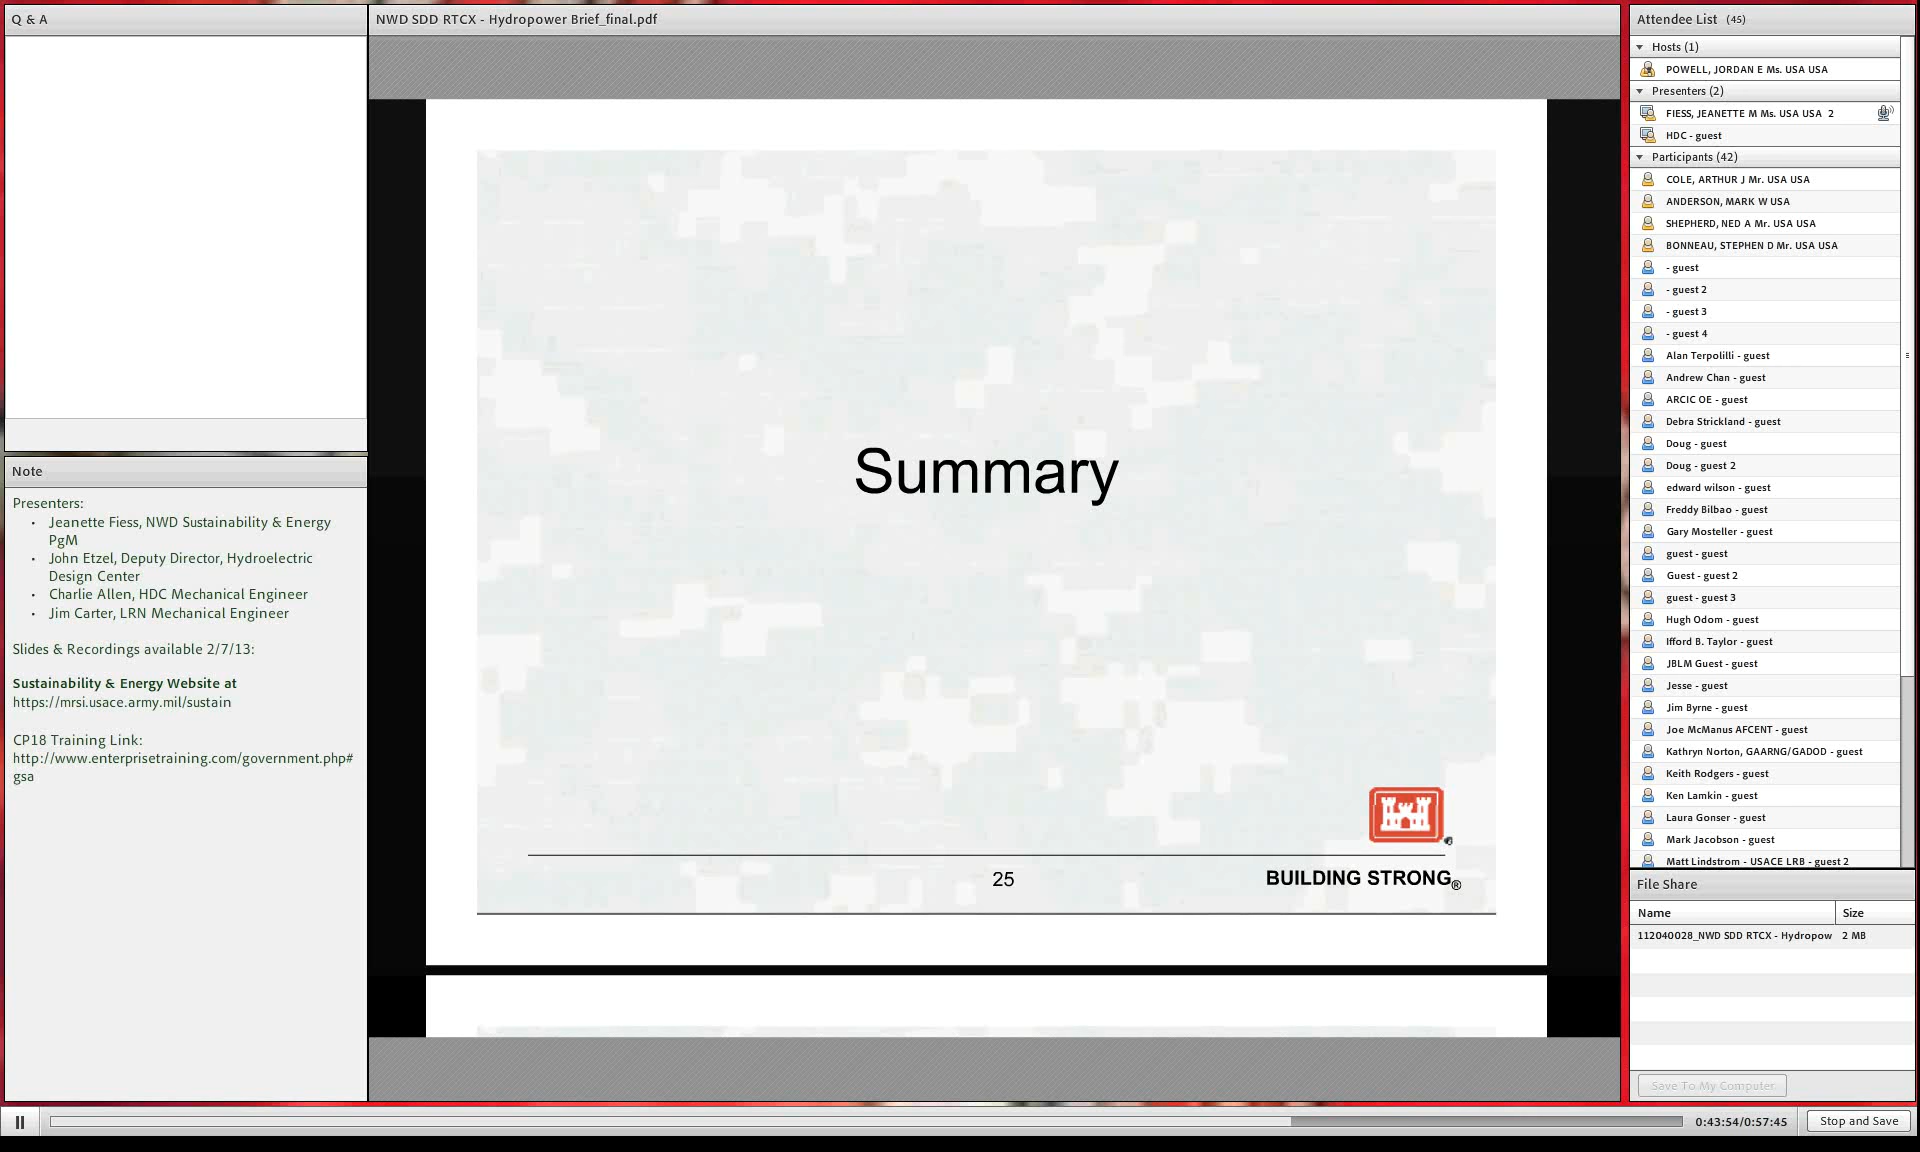 Q & A
NWD SDD RTCX - Hydropower Brief_final.pdf
Attendee List (45)
Hosts (1)
POWELL, JORDAN E Ms. USA USA
Presenters (2)
FIESS, JEANETTE M Ms. USA USA 2
HDC - guest
Participants (42)
COLE, ARTHUR J Mr. USA USA
ANDERSON, MARK W USA
SHEPHERD, NED A Mr. USA USA
BONNEAU, STEPHEN D Mr. USA USA
- guest
- guest 2
- guest 3
- guest 4
Alan Terpolilli - guest
Andrew Chan - guest
ARCIC OE - guest
Debra Strickland - guest
Doug - guest
Doug - guest 2
edward wilson - guest
Freddy Bilbao - guest
Gary Mosteller - guest
guest - guest
Guest - guest 2
guest - guest 3
Hugh Odom - guest
Ifford B. Taylor - guest
JBLM Guest - guest
Jesse - guest
Jim Byrne - guest
Joe McManus AFCENT - guest
Kathryn Norton, GAARNG/GADOD - guest
Keith Rodgers - guest
Ken Lamkin - guest
Laura Gonser - guest
Mark Jacobson - guest
Matt Lindstrom - USACE LRB - guest 2
Summary
25
BUILDING STRONG®
Note
Presenters:
• Jeanette Fiess, NWD Sustainability & Energy
PgM
• John Etzel, Deputy Director, Hydroelectric
Design Center
• Charlie Allen, HDC Mechanical Engineer
• Jim Carter, LRN Mechanical Engineer
Slides & Recordings available 2/7/13:
Sustainability & Energy Website at
https://mrsi.usace.army.mil/sustain
CP18 Training Link:
http://www.enterprisetraining.com/government.php#
gsa
File Share
Name Size
112040028_NWD SDD RTCX - Hydropow 2 MB
Save To My Computer
0:43:54/0:57:45
Stop and Save